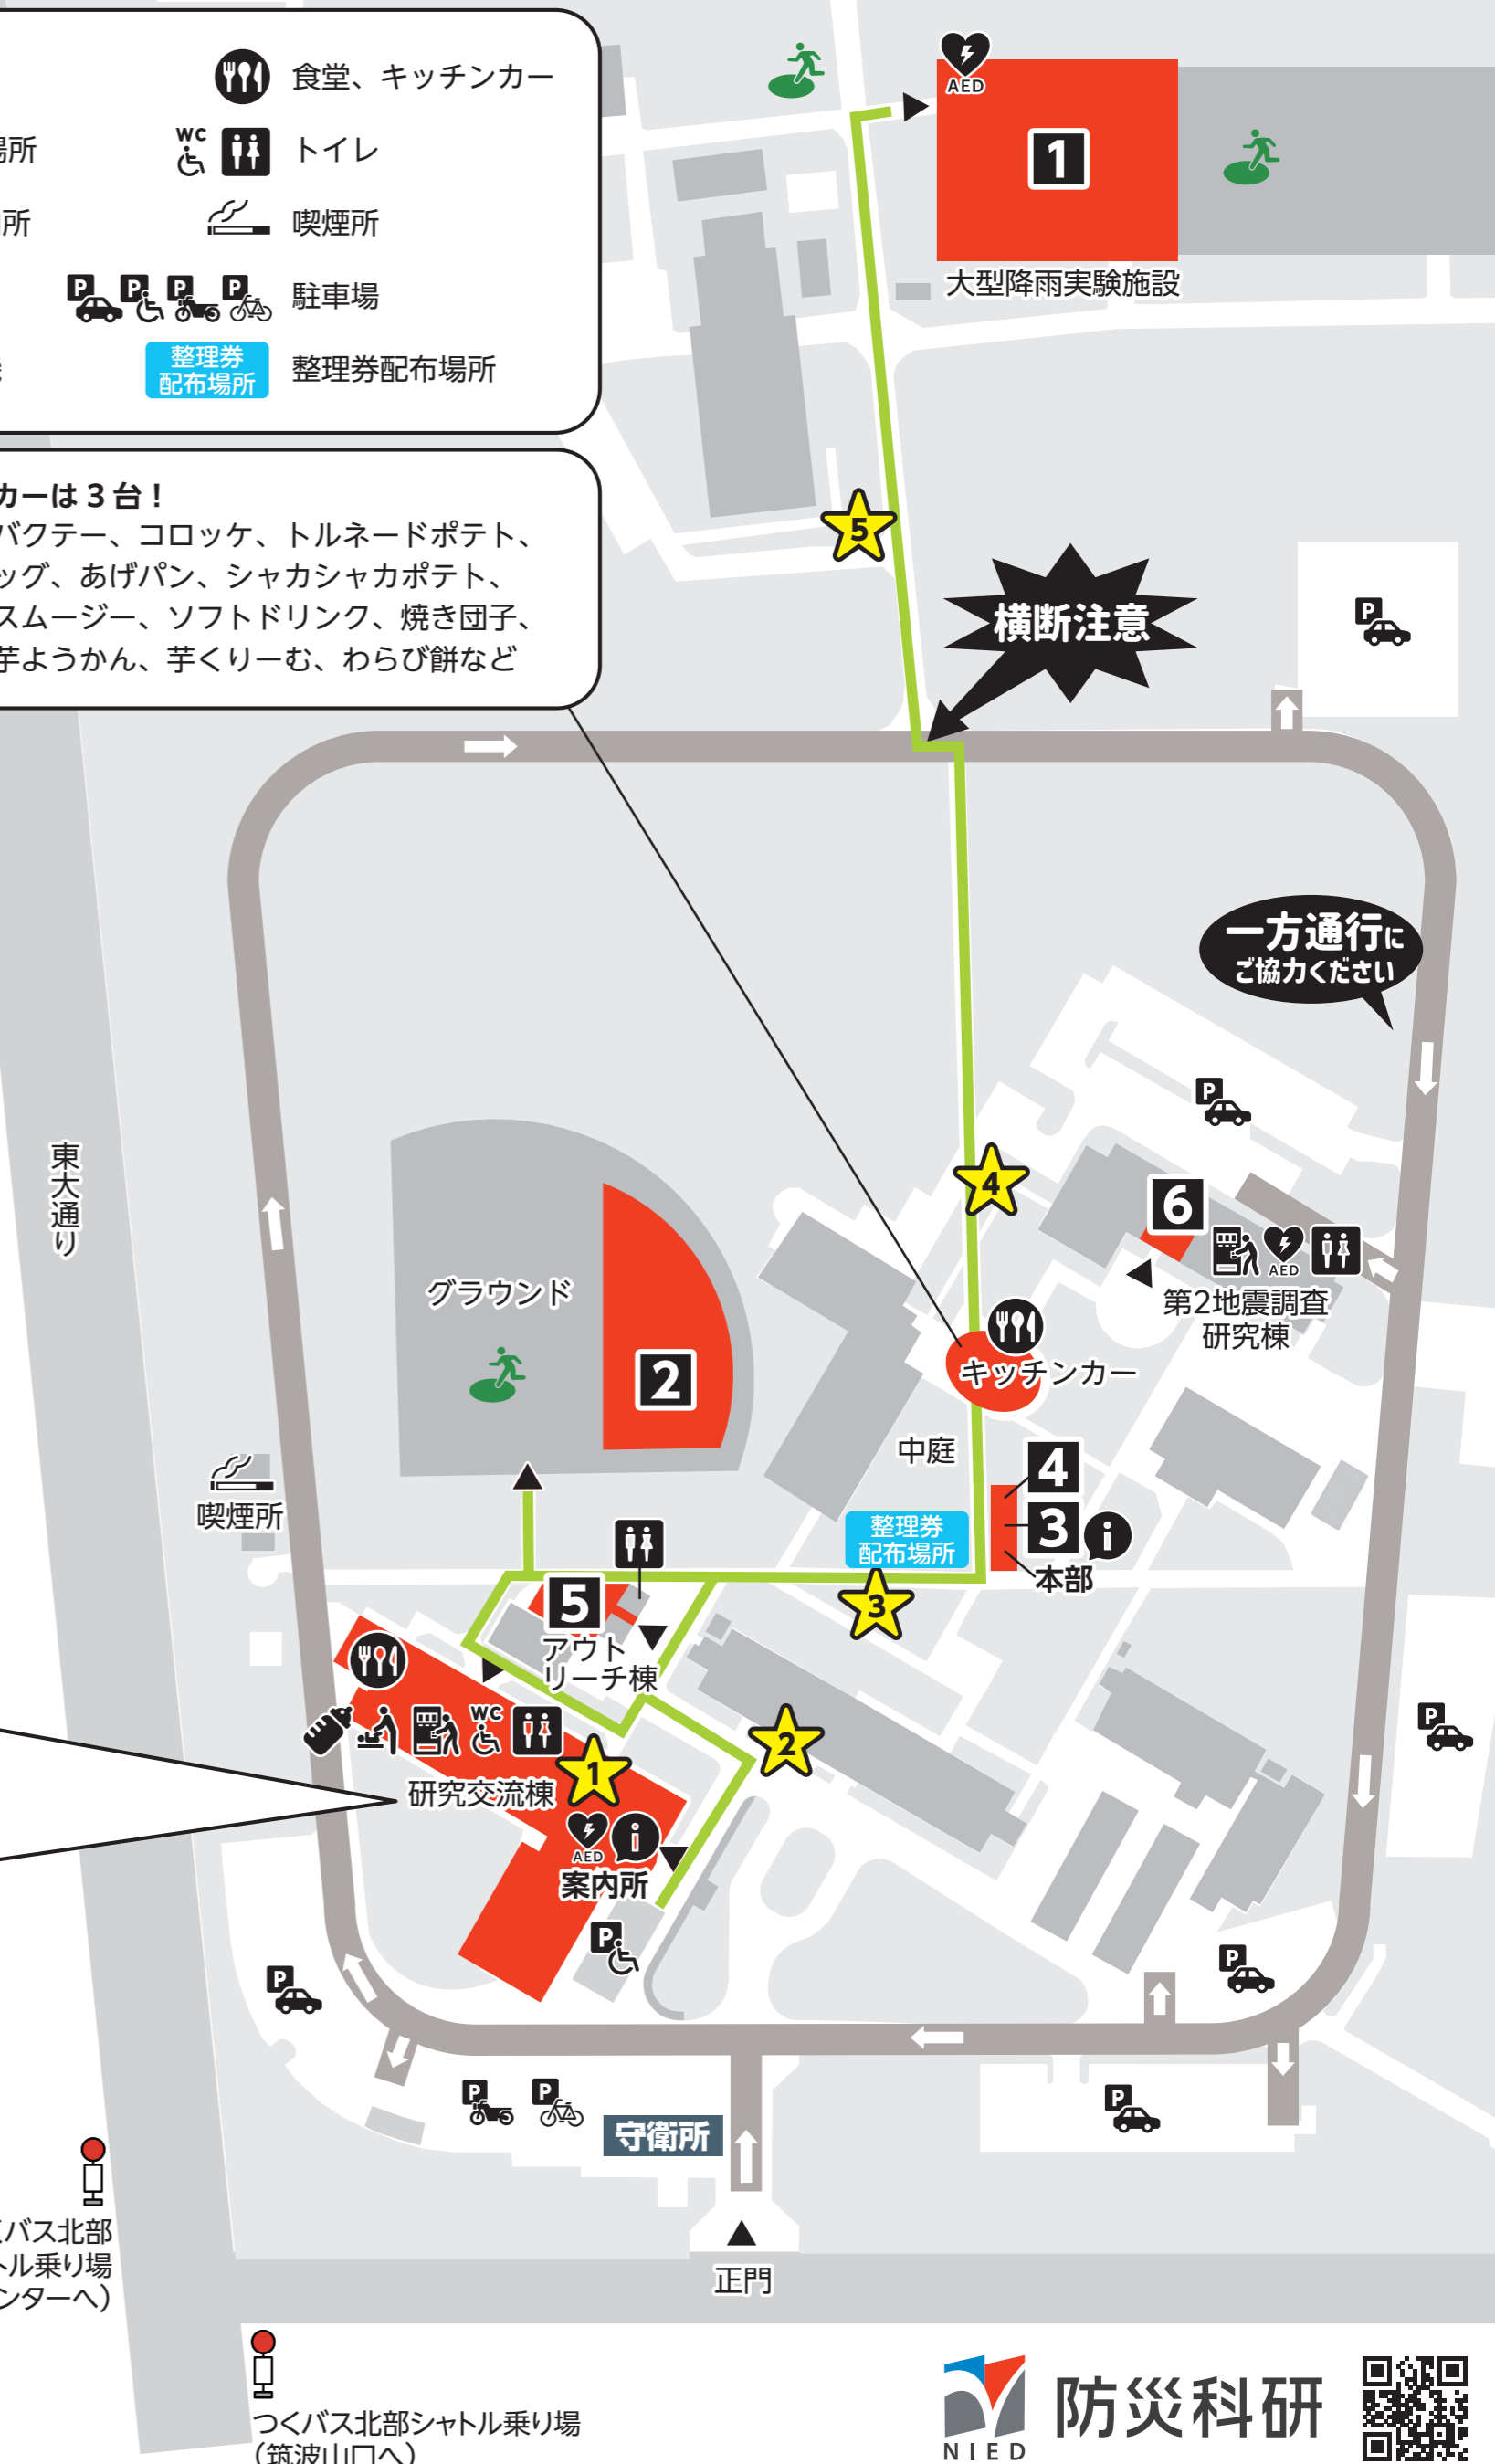 食堂、キッチンカー
場所
WC
トイレ
所
喫煙所
P P P P
駐車場
整理券
配布場所
整理券配布場所
カーは3台！
バクテー、コロッケ、トルネードポテト、
ッグ、あげパン、シャカシャカポテト、
スムージー、ソフトドリンク、焼き団子、
芋ようかん、芋くりーむ、わらび餅など
AED
1
大型降雨実験施設
5
横断注意
P
一方通行に
ご協力ください
P
東大通り
4
6
AED
第2地震調査
研究棟
グラウンド
2
キッチンカー
中庭
4
3
i
本部
喫煙所
整理券
配布場所
3
5
アウト
リーチ棟
WC
研究交流棟
1
2
AED
i
案内所
P
P
P
P
P
P
P
守衛所
正門
バス北部
トル乗り場
ンターへ）
つくバス北部シャトル乗り場
（筑波山口へ）
NIED
防災科研